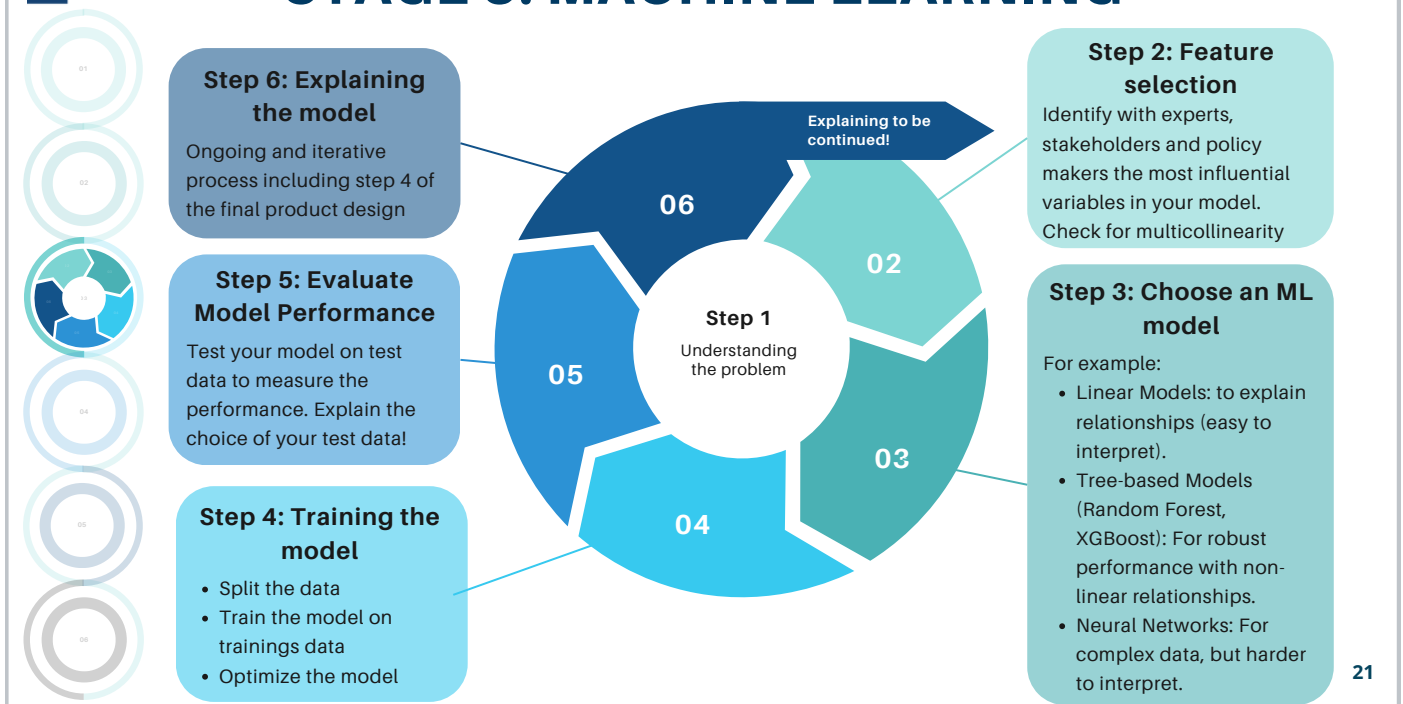 STAGE 3: MACHINE LEARNING
01
02
03
04
05
06
Step 6: Explaining
the model
Ongoing and iterative
process including step 4 of
the final product design
Step 5: Evaluate
Model Performance
Test your model on test
data to measure the
performance. Explain the
choice of your test data!
Step 4: Training the
model
• Split the data
• Train the model on
trainings data
• Optimize the model
Explaining to be
continued!
06
02
05
03
04
Step 1
Understanding
the problem
Step 2: Feature
selection
Identify with experts,
stakeholders and policy
makers the most influential
variables in your model.
Check for multicollinearity
Step 3: Choose an ML
model
For example:
• Linear Models: to explain
relationships (easy to
interpret).
• Tree-based Models
(Random Forest,
XGBoost): For robust
performance with non-
linear relationships.
• Neural Networks: For
complex data, but harder
to interpret.
21